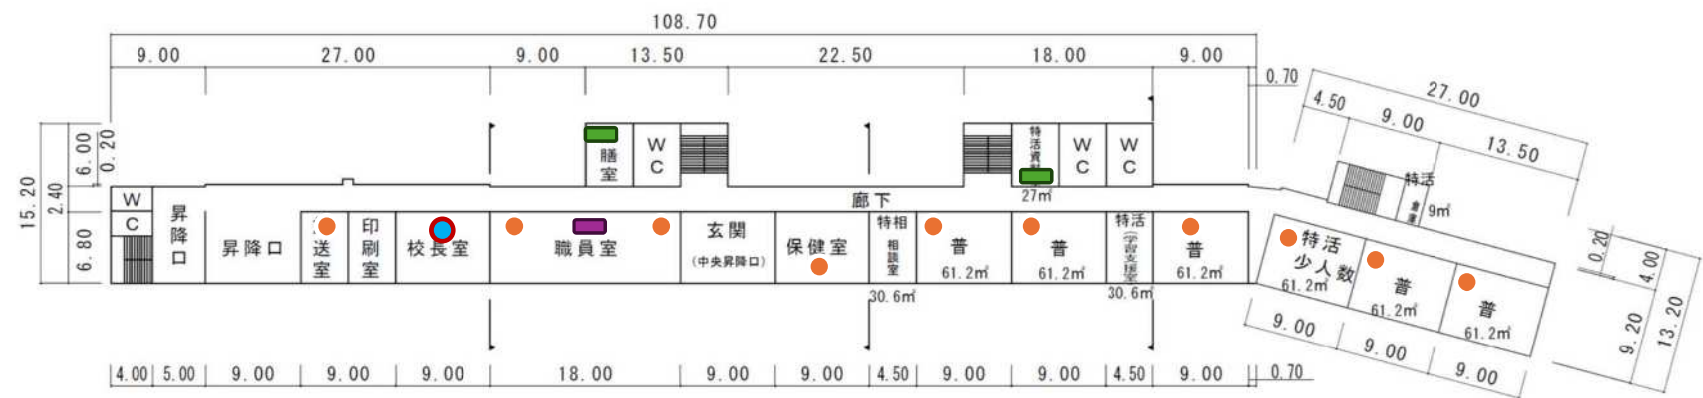 108.70
9.00 27.00 9.00 13.50 22.50 18.00 9.00
0.70
27.00
4.50 9.00 13.50
15.20
6.00 0.20
2.40
6.80
膳室
WC
特活資
27㎡
WC
WC
廊下
特活
倉庫
9㎡
WC
昇降口
昇降口
送室
印刷室
校長室
職員室
玄関
(中央昇降口)
保健室
特相
相談室
30.6㎡
普
61.2㎡
普
61.2㎡
特活
(学習支援室)
30.6㎡
普
61.2㎡
特活
少人数
61.2㎡
普
61.2㎡
普
61.2㎡
0.20
4.00
9.20
13.20
9.00
9.00
9.00
4.00 5.00 9.00 9.00 9.00 18.00 9.00 9.00 4.50 9.00 9.00 4.50 9.00 0.70